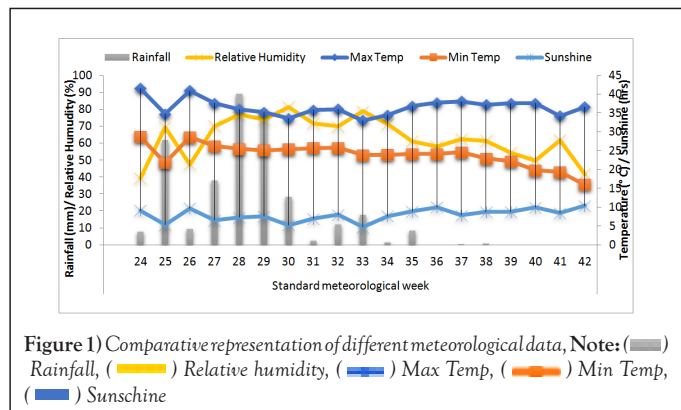 Rainfall Relative Humidity Max Temp Min Temp Sunshine
Rainfall (mm)/ Relative Humidity (%)
100
90
80
70
60
50
40
30
20
10
0
45
40
35
30
25
20
15
10
5
0
Temperature (° C)/ Sunshine (hrs)
24 25 26 27 28 29 30 31 32 33 34 35 36 37 38 39 40 41 42
Standard meteorological week
Figure 1) Comparative representation of different meteorological data, Note: ( )
Rainfall, ( ) Relative humidity, ( ) Max Temp, ( ) Min Temp,
( ) Sunschine